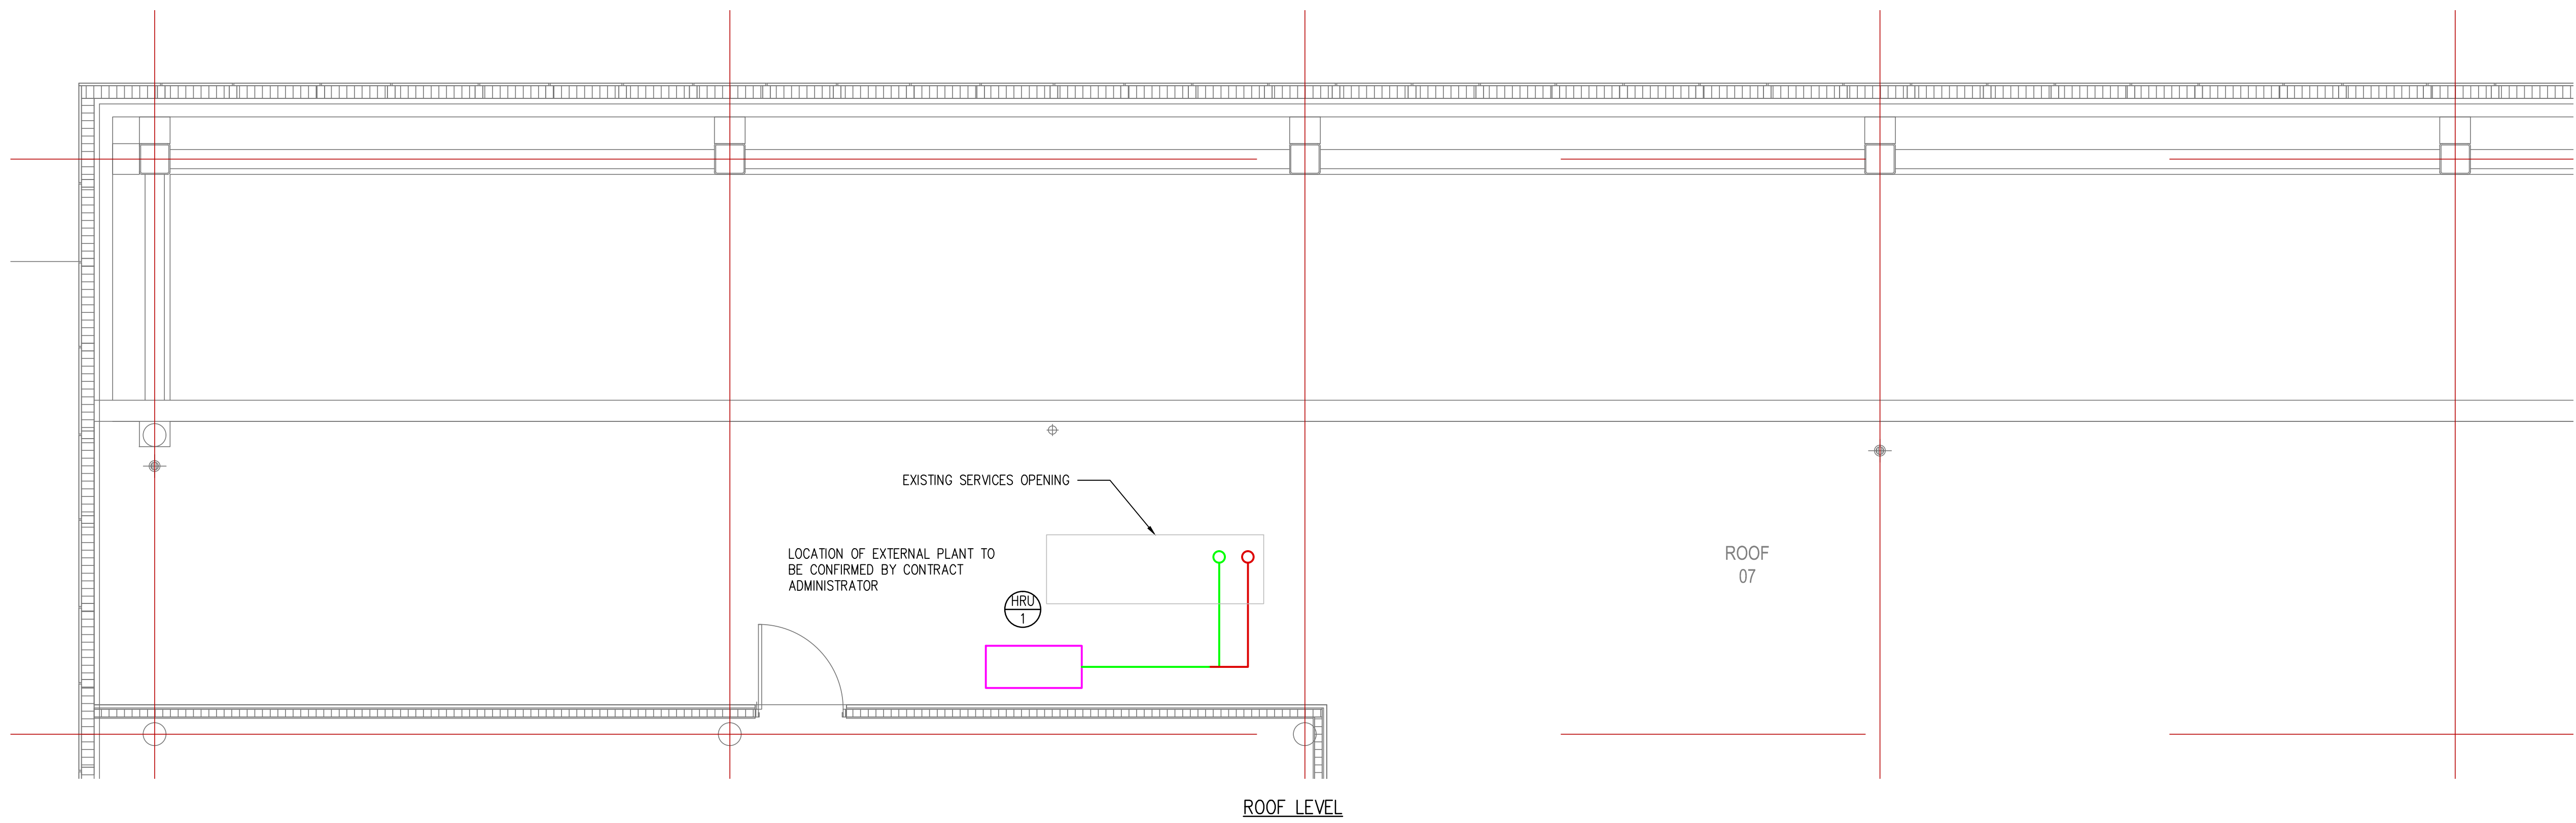 EXISTING SERVICES OPENING
LOCATION OF EXTERNAL PLANT TO
BE CONFIRMED BY CONTRACT
ADMINISTRATOR
HRU
1
ROOF
07
ROOF LEVEL